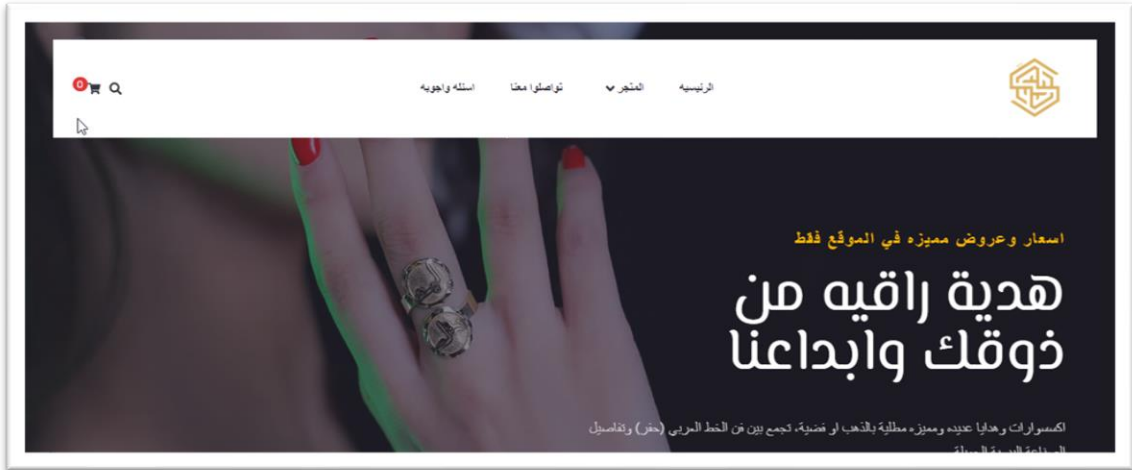 الرئيسيه
المتجر
تواصلوا معنا
اسئله واجوبه
0
اسعار وعروض مميزه في الموقع فقط
هدية راقيه من
ذوقك وابداعنا
اكسسوارات وهدايا عديده ومميزه مطلية بالذهب او فضية، تجمع بين فن الخط العربي (حفر) وتفاصيل